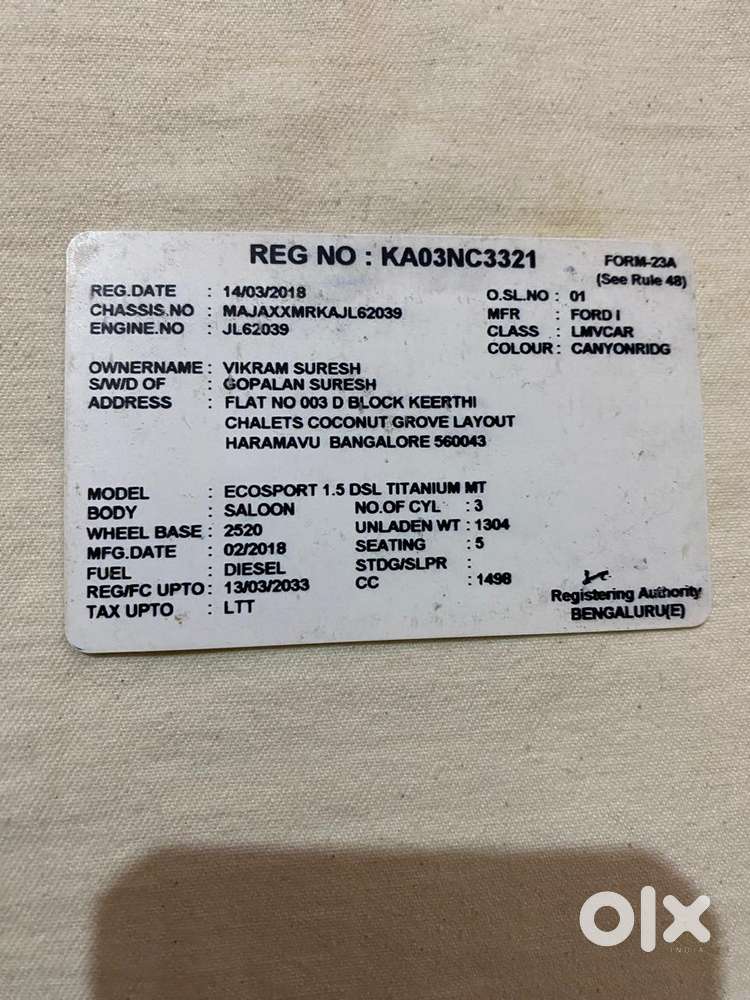 REG NO : KA03NC3321
FORM-23A
(See Rule 48)
REG.DATE : 14/03/2018
O.SL.NO : 01
CHASSIS.NO : MAJAXXMRKAJL62039
MFR : FORD I
ENGINE.NO : JL62039
CLASS : LMVCAR
COLOUR : CANYONRIDG
OWNERNAME : VIKRAM SURESH
S/W/D OF : GOPALAN SURESH
ADDRESS : FLAT NO 003 D BLOCK KEERTHI
CHALETS COCONUT GROVE LAYOUT
HARAMAVU BANGALORE 560043
MODEL : ECOSPORT 1.5 DSL TITANIUM MT
BODY : SALOON NO.OF CYL : 3
WHEEL BASE : 2520 UNLADEN WT : 1304
MFG.DATE : 02/2018 SEATING : 5
FUEL : DIESEL STDG/SLPR :
REG/FC UPTO : 13/03/2033 CC : 1498
TAX UPTO : LTT
Registering Authority
BENGALURU(E)
olx
INDIA